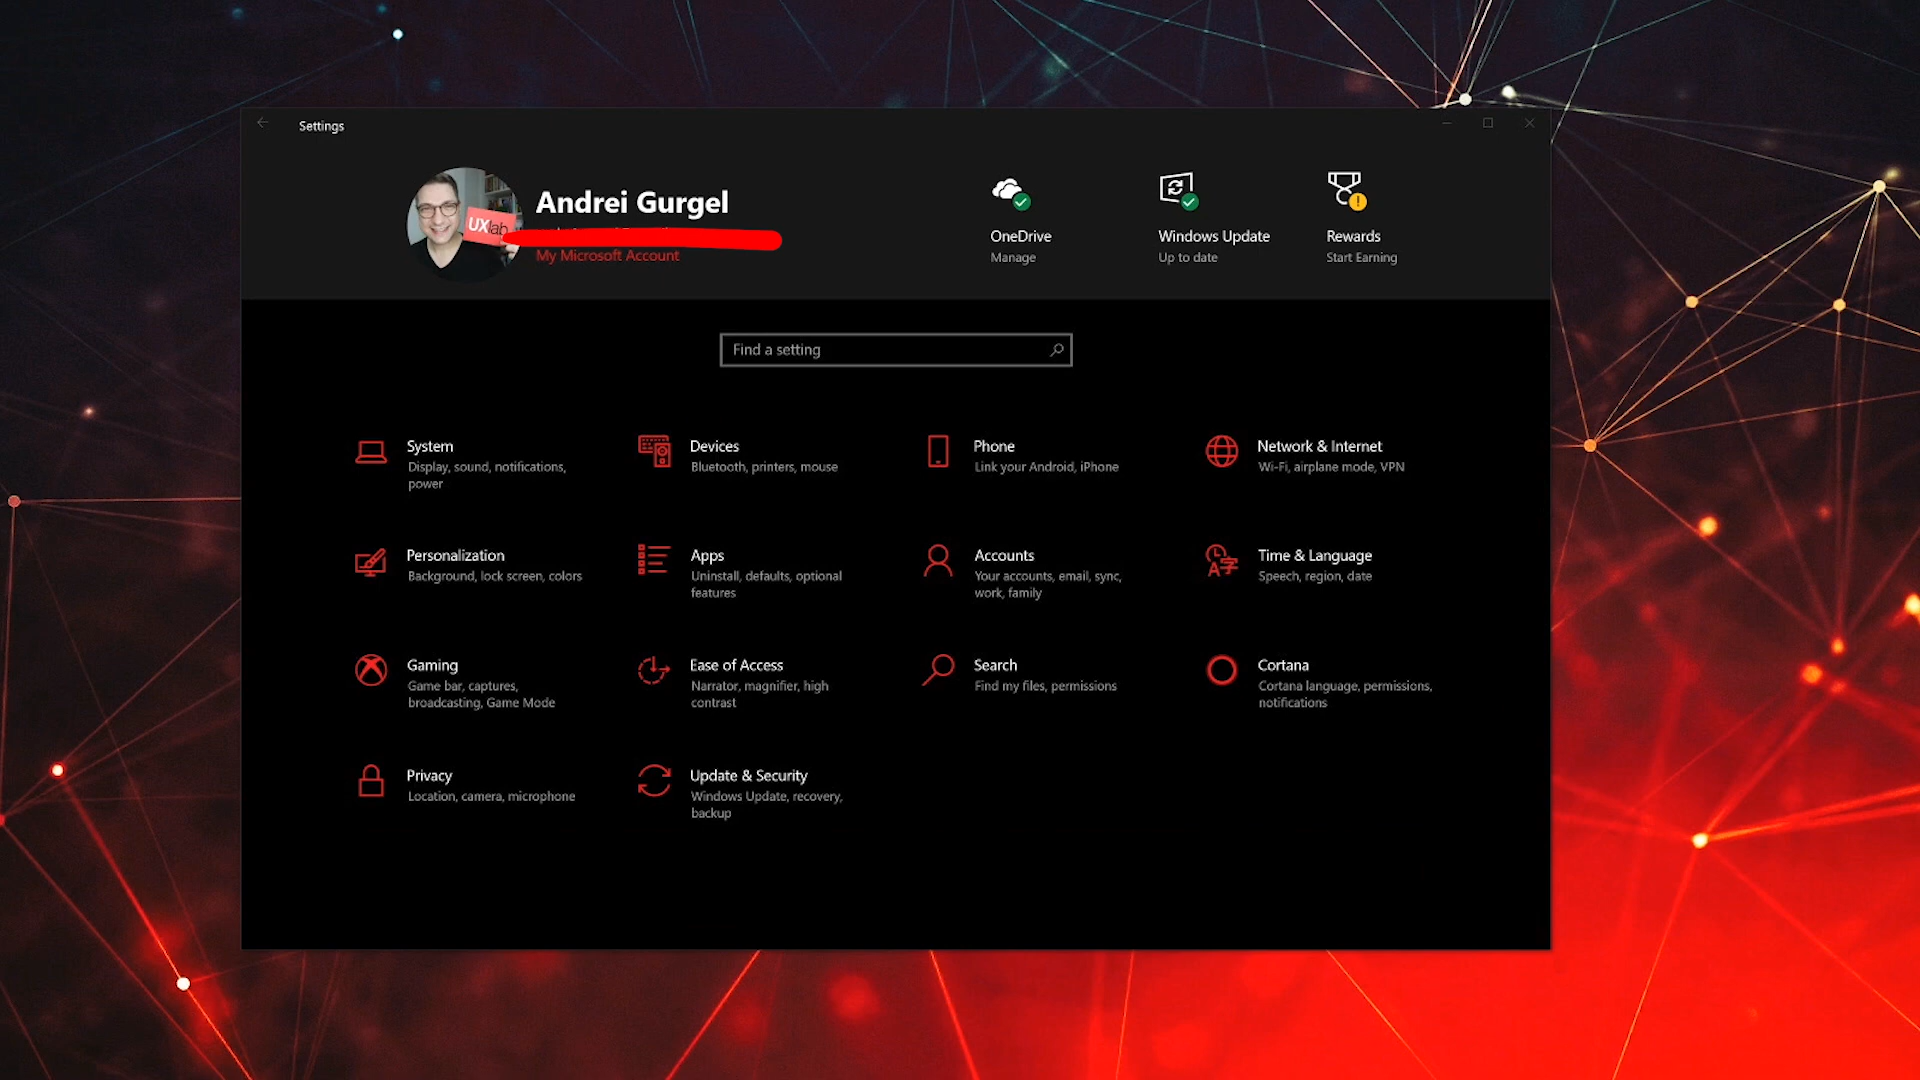 Settings
Andrei Gurgel
UXlab
My Microsoft Account
OneDrive
Manage
Windows Update
Up to date
Rewards
Start Earning
Find a setting
System
Display, sound, notifications,
power
Devices
Bluetooth, printers, mouse
Phone
Link your Android, iPhone
Network & Internet
Wi-Fi, airplane mode, VPN
Personalization
Background, lock screen, colors
Apps
Uninstall, defaults, optional
features
Accounts
Your accounts, email, sync,
work, family
Time & Language
Speech, region, date
Gaming
Game bar, captures,
broadcasting, Game Mode
Ease of Access
Narrator, magnifier, high
contrast
Search
Find my files, permissions
Cortana
Cortana language, permissions,
notifications
Privacy
Location, camera, microphone
Update & Security
Windows Update, recovery,
backup